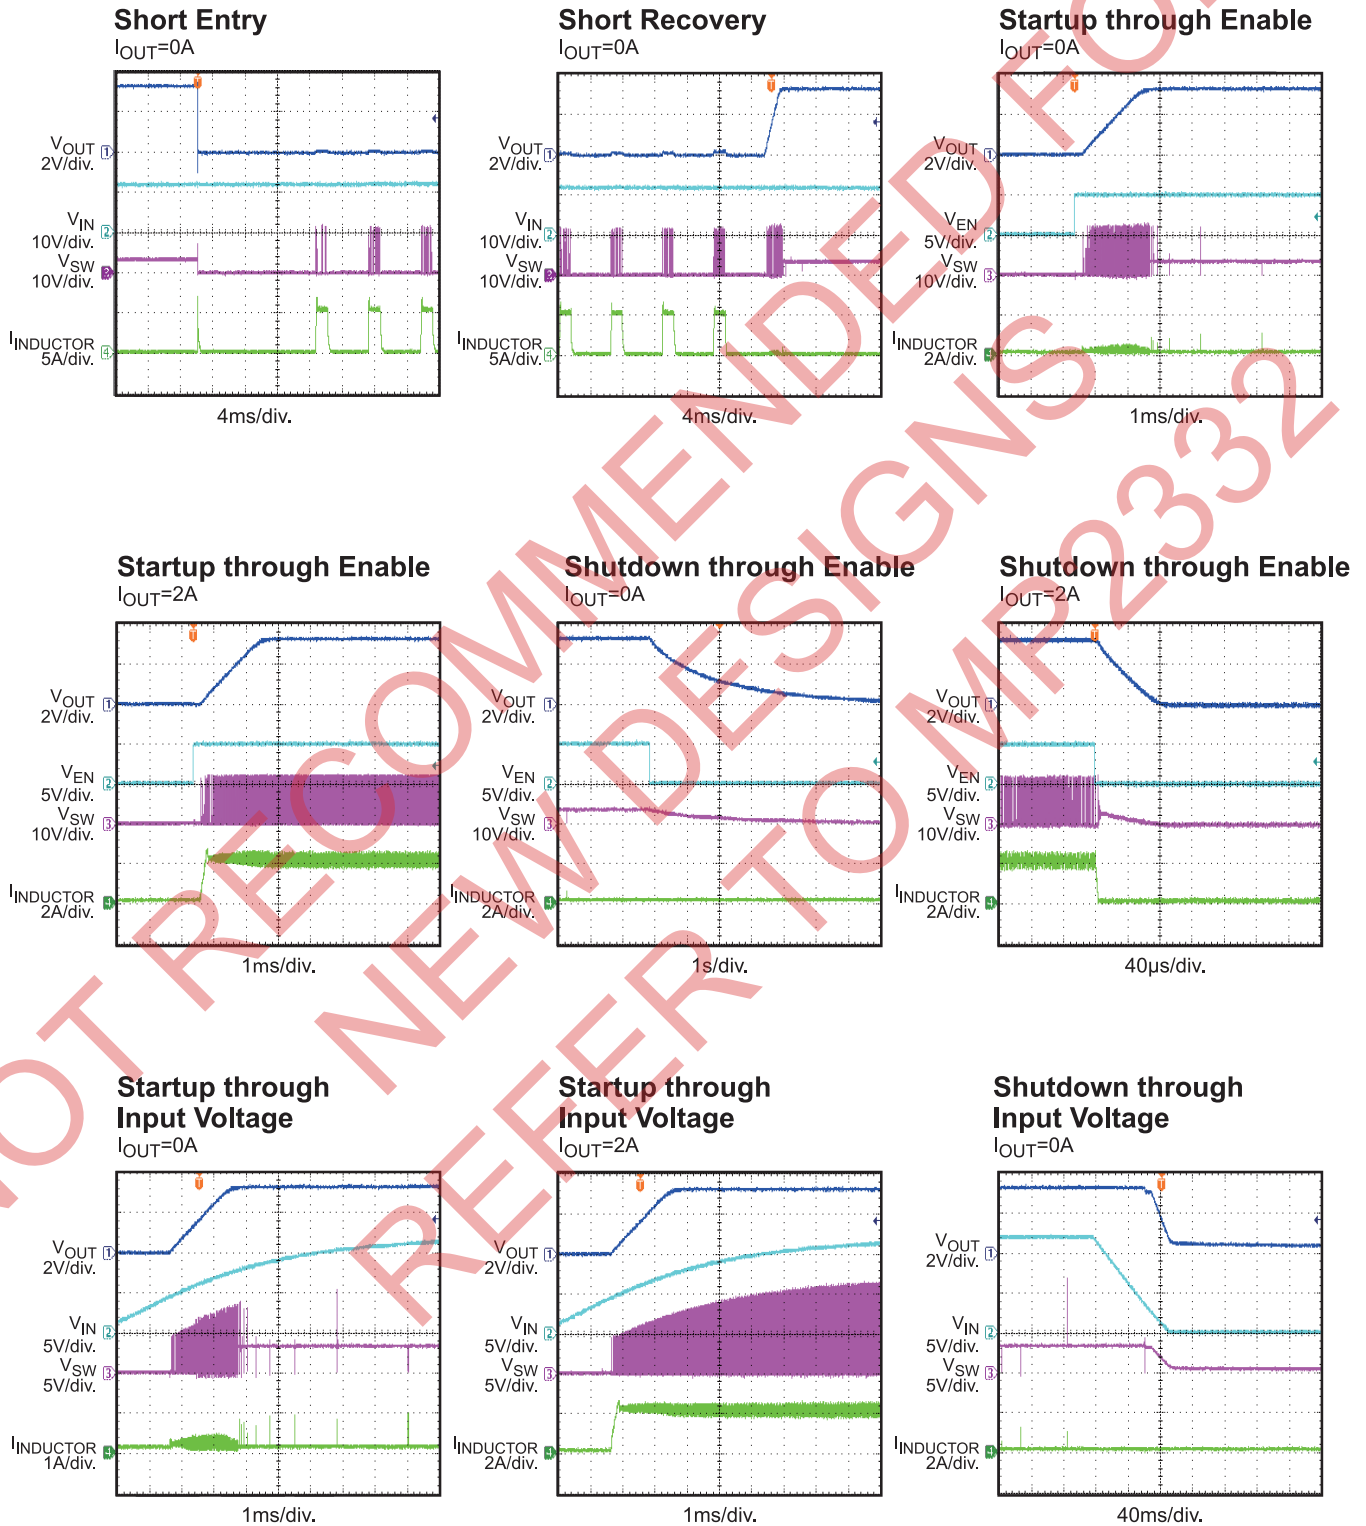 Short Entry
IOUT=0A
VOUT
2V/div.
VIN
10V/div.
VSW
10V/div.
IINDUCTOR
5A/div.
4ms/div.
Short Recovery
IOUT=0A
VOUT
2V/div.
VIN
10V/div.
VSW
10V/div.
IINDUCTOR
5A/div.
4ms/div.
Startup through Enable
IOUT=0A
VOUT
2V/div.
VEN
5V/div.
VSW
10V/div.
IINDUCTOR
2A/div.
1ms/div.
Startup through Enable
IOUT=2A
VOUT
2V/div.
VEN
5V/div.
VSW
10V/div.
IINDUCTOR
2A/div.
1ms/div.
Shutdown through Enable
IOUT=0A
VOUT
2V/div.
VEN
5V/div.
VSW
10V/div.
IINDUCTOR
2A/div.
1s/div.
Shutdown through Enable
IOUT=2A
VOUT
2V/div.
VEN
5V/div.
VSW
10V/div.
IINDUCTOR
2A/div.
40µs/div.
Startup through
Input Voltage
IOUT=0A
VOUT
2V/div.
VIN
5V/div.
VSW
5V/div.
IINDUCTOR
1A/div.
1ms/div.
Startup through
Input Voltage
IOUT=2A
VOUT
2V/div.
VIN
5V/div.
VSW
5V/div.
IINDUCTOR
2A/div.
1ms/div.
Shutdown through
Input Voltage
IOUT=0A
VOUT
2V/div.
VIN
5V/div.
VSW
5V/div.
IINDUCTOR
2A/div.
40ms/div.
NOT RECOMMENDED FO
NEW DESIGNS
REFER TO MP2332